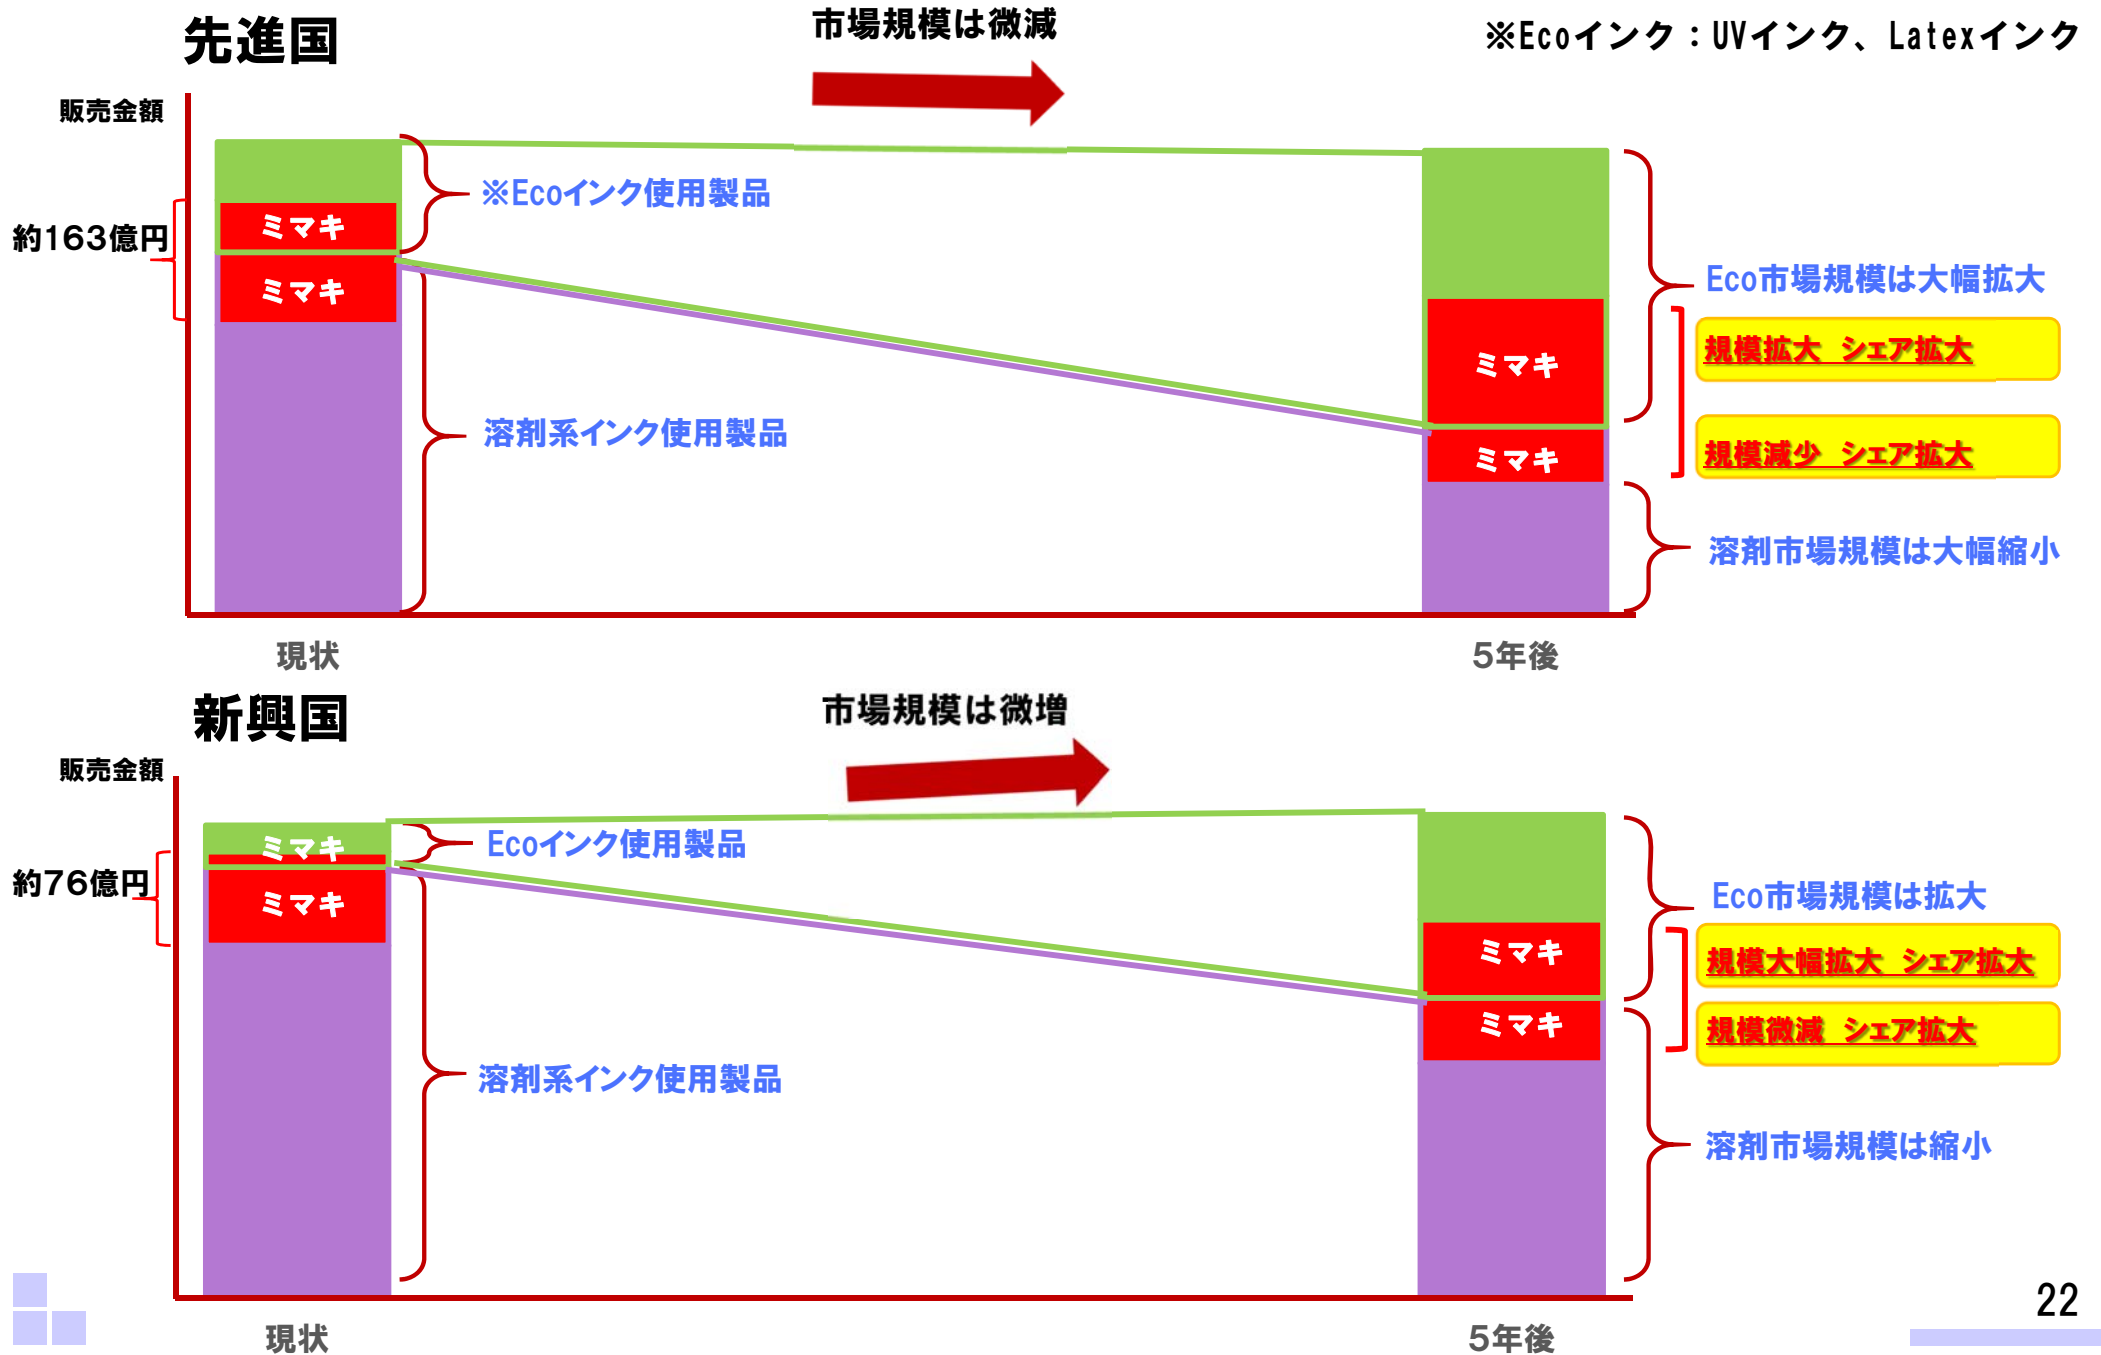 先進国
市場規模は微減
※Ecoインク：UVインク、Latexインク
販売金額
※Ecoインク使用製品
約163億円
ミマキ
ミマキ
Eco市場規模は大幅拡大
規模拡大 シェア拡大
ミマキ
溶剤系インク使用製品
規模減少 シェア拡大
ミマキ
溶剤市場規模は大幅縮小
現状
5年後
新興国
市場規模は微増
販売金額
ミマキ
Ecoインク使用製品
約76億円
ミマキ
Eco市場規模は拡大
ミマキ
規模大幅拡大 シェア拡大
ミマキ
規模微減 シェア拡大
溶剤系インク使用製品
溶剤市場規模は縮小
現状
5年後
22